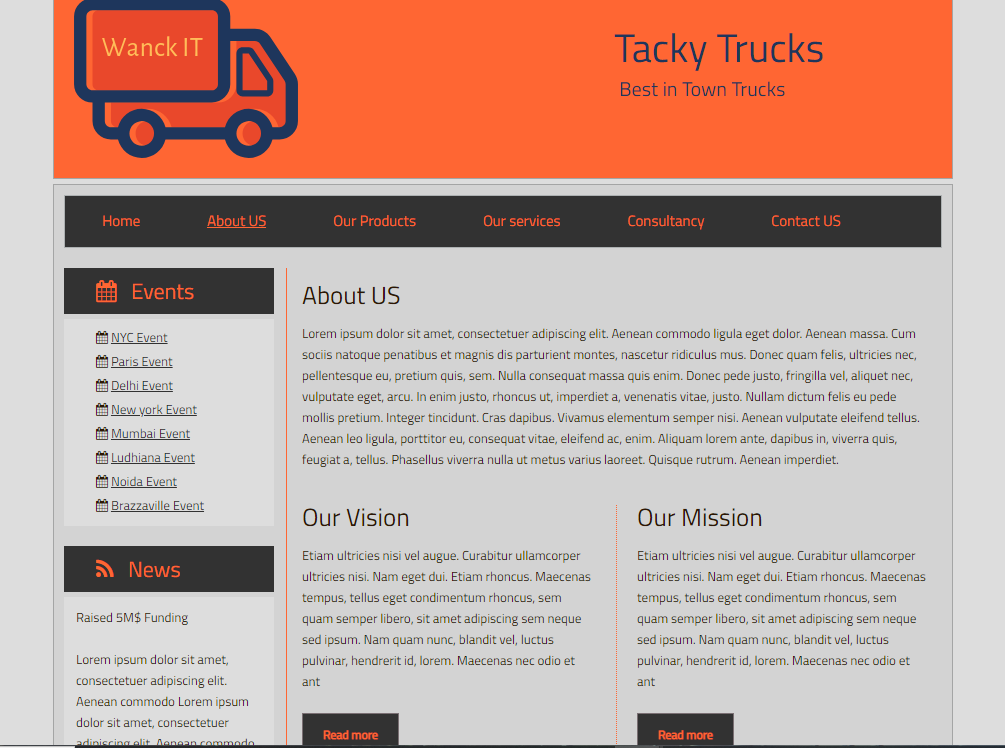 Wanck IT
Tacky Trucks
Best in Town Trucks
Home
About US
Our Products
Our services
Consultancy
Contact US
Events
NYC Event
Paris Event
Delhi Event
New york Event
Mumbai Event
Ludhiana Event
Noida Event
Brazzaville Event
News
Raised 5M$ Funding
Lorem ipsum dolor sit amet,
consectetuer adipiscing elit.
Aenean commodo Lorem ipsum
dolor sit amet, consectetuer
adipiscing elit. Aenean commodo
About US
Lorem ipsum dolor sit amet, consectetuer adipiscing elit. Aenean commodo ligula eget dolor. Aenean massa. Cum
sociis natoque penatibus et magnis dis parturient montes, nascetur ridiculus mus. Donec quam felis, ultricies nec,
pellentesque eu, pretium quis, sem. Nulla consequat massa quis enim. Donec pede justo, fringilla vel, aliquet nec,
vulputate eget, arcu. In enim justo, rhoncus ut, imperdiet a, venenatis vitae, justo. Nullam dictum felis eu pede
mollis pretium. Integer tincidunt. Cras dapibus. Vivamus elementum semper nisi. Aenean vulputate eleifend tellus.
Aenean leo ligula, porttitor eu, consequat vitae, eleifend ac, enim. Aliquam lorem ante, dapibus in, viverra quis,
feugiat a, tellus. Phasellus viverra nulla ut metus varius laoreet. Quisque rutrum. Aenean imperdiet.
Our Vision
Etiam ultricies nisi vel augue. Curabitur ullamcorper
ultricies nisi. Nam eget dui. Etiam rhoncus. Maecenas
tempus, tellus eget condimentum rhoncus, sem
quam semper libero, sit amet adipiscing sem neque
sed ipsum. Nam quam nunc, blandit vel, luctus
pulvinar, hendrerit id, lorem. Maecenas nec odio et
ant
Read more
Our Mission
Etiam ultricies nisi vel augue. Curabitur ullamcorper
ultricies nisi. Nam eget dui. Etiam rhoncus. Maecenas
tempus, tellus eget condimentum rhoncus, sem
quam semper libero, sit amet adipiscing sem neque
sed ipsum. Nam quam nunc, blandit vel, luctus
pulvinar, hendrerit id, lorem. Maecenas nec odio et
ant
Read more